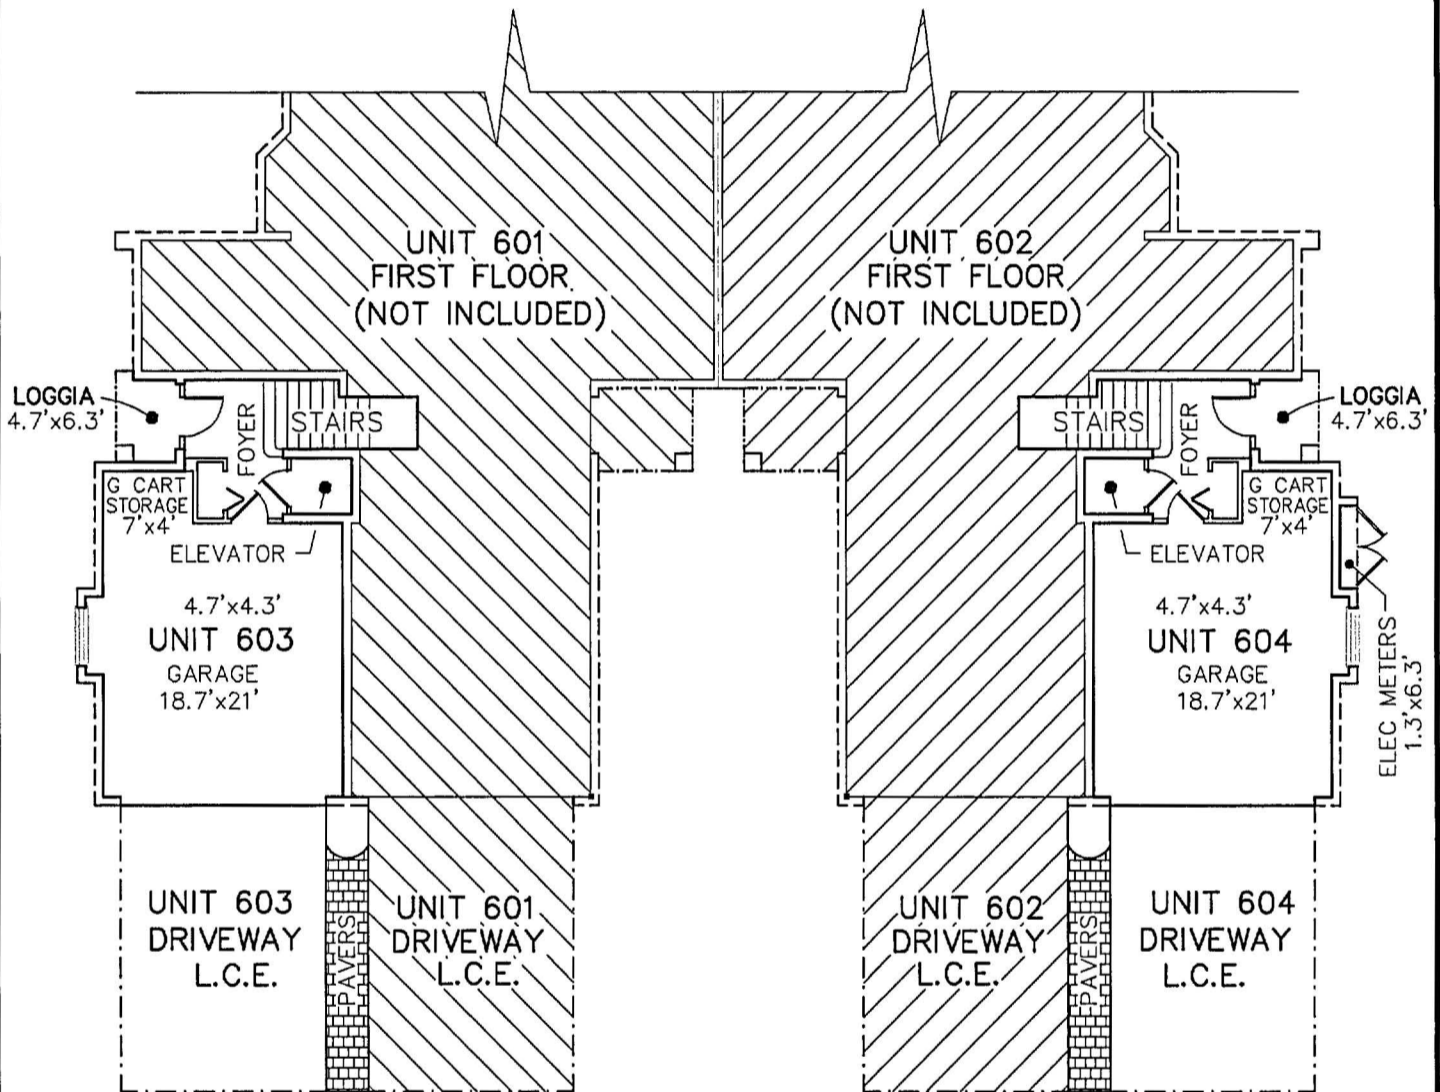 UNIT 601
FIRST FLOOR
(NOT INCLUDED)
UNIT 602
FIRST FLOOR
(NOT INCLUDED)
LOGGIA
4.7'x6.3'
FOYER
STAIRS
STAIRS
FOYER
LOGGIA
4.7'x6.3'
G CART
STORAGE
7'x4'
ELEVATOR
4.7'x4.3'
UNIT 603
GARAGE
18.7'x21'
G CART
STORAGE
7'x4'
ELEVATOR
4.7'x4.3'
UNIT 604
GARAGE
18.7'x21'
ELEC METERS
1.3'x6.3'
UNIT 603
DRIVEWAY
L.C.E.
PAVERS
UNIT 601
DRIVEWAY
L.C.E.
UNIT 602
DRIVEWAY
L.C.E.
PAVERS
UNIT 604
DRIVEWAY
L.C.E.